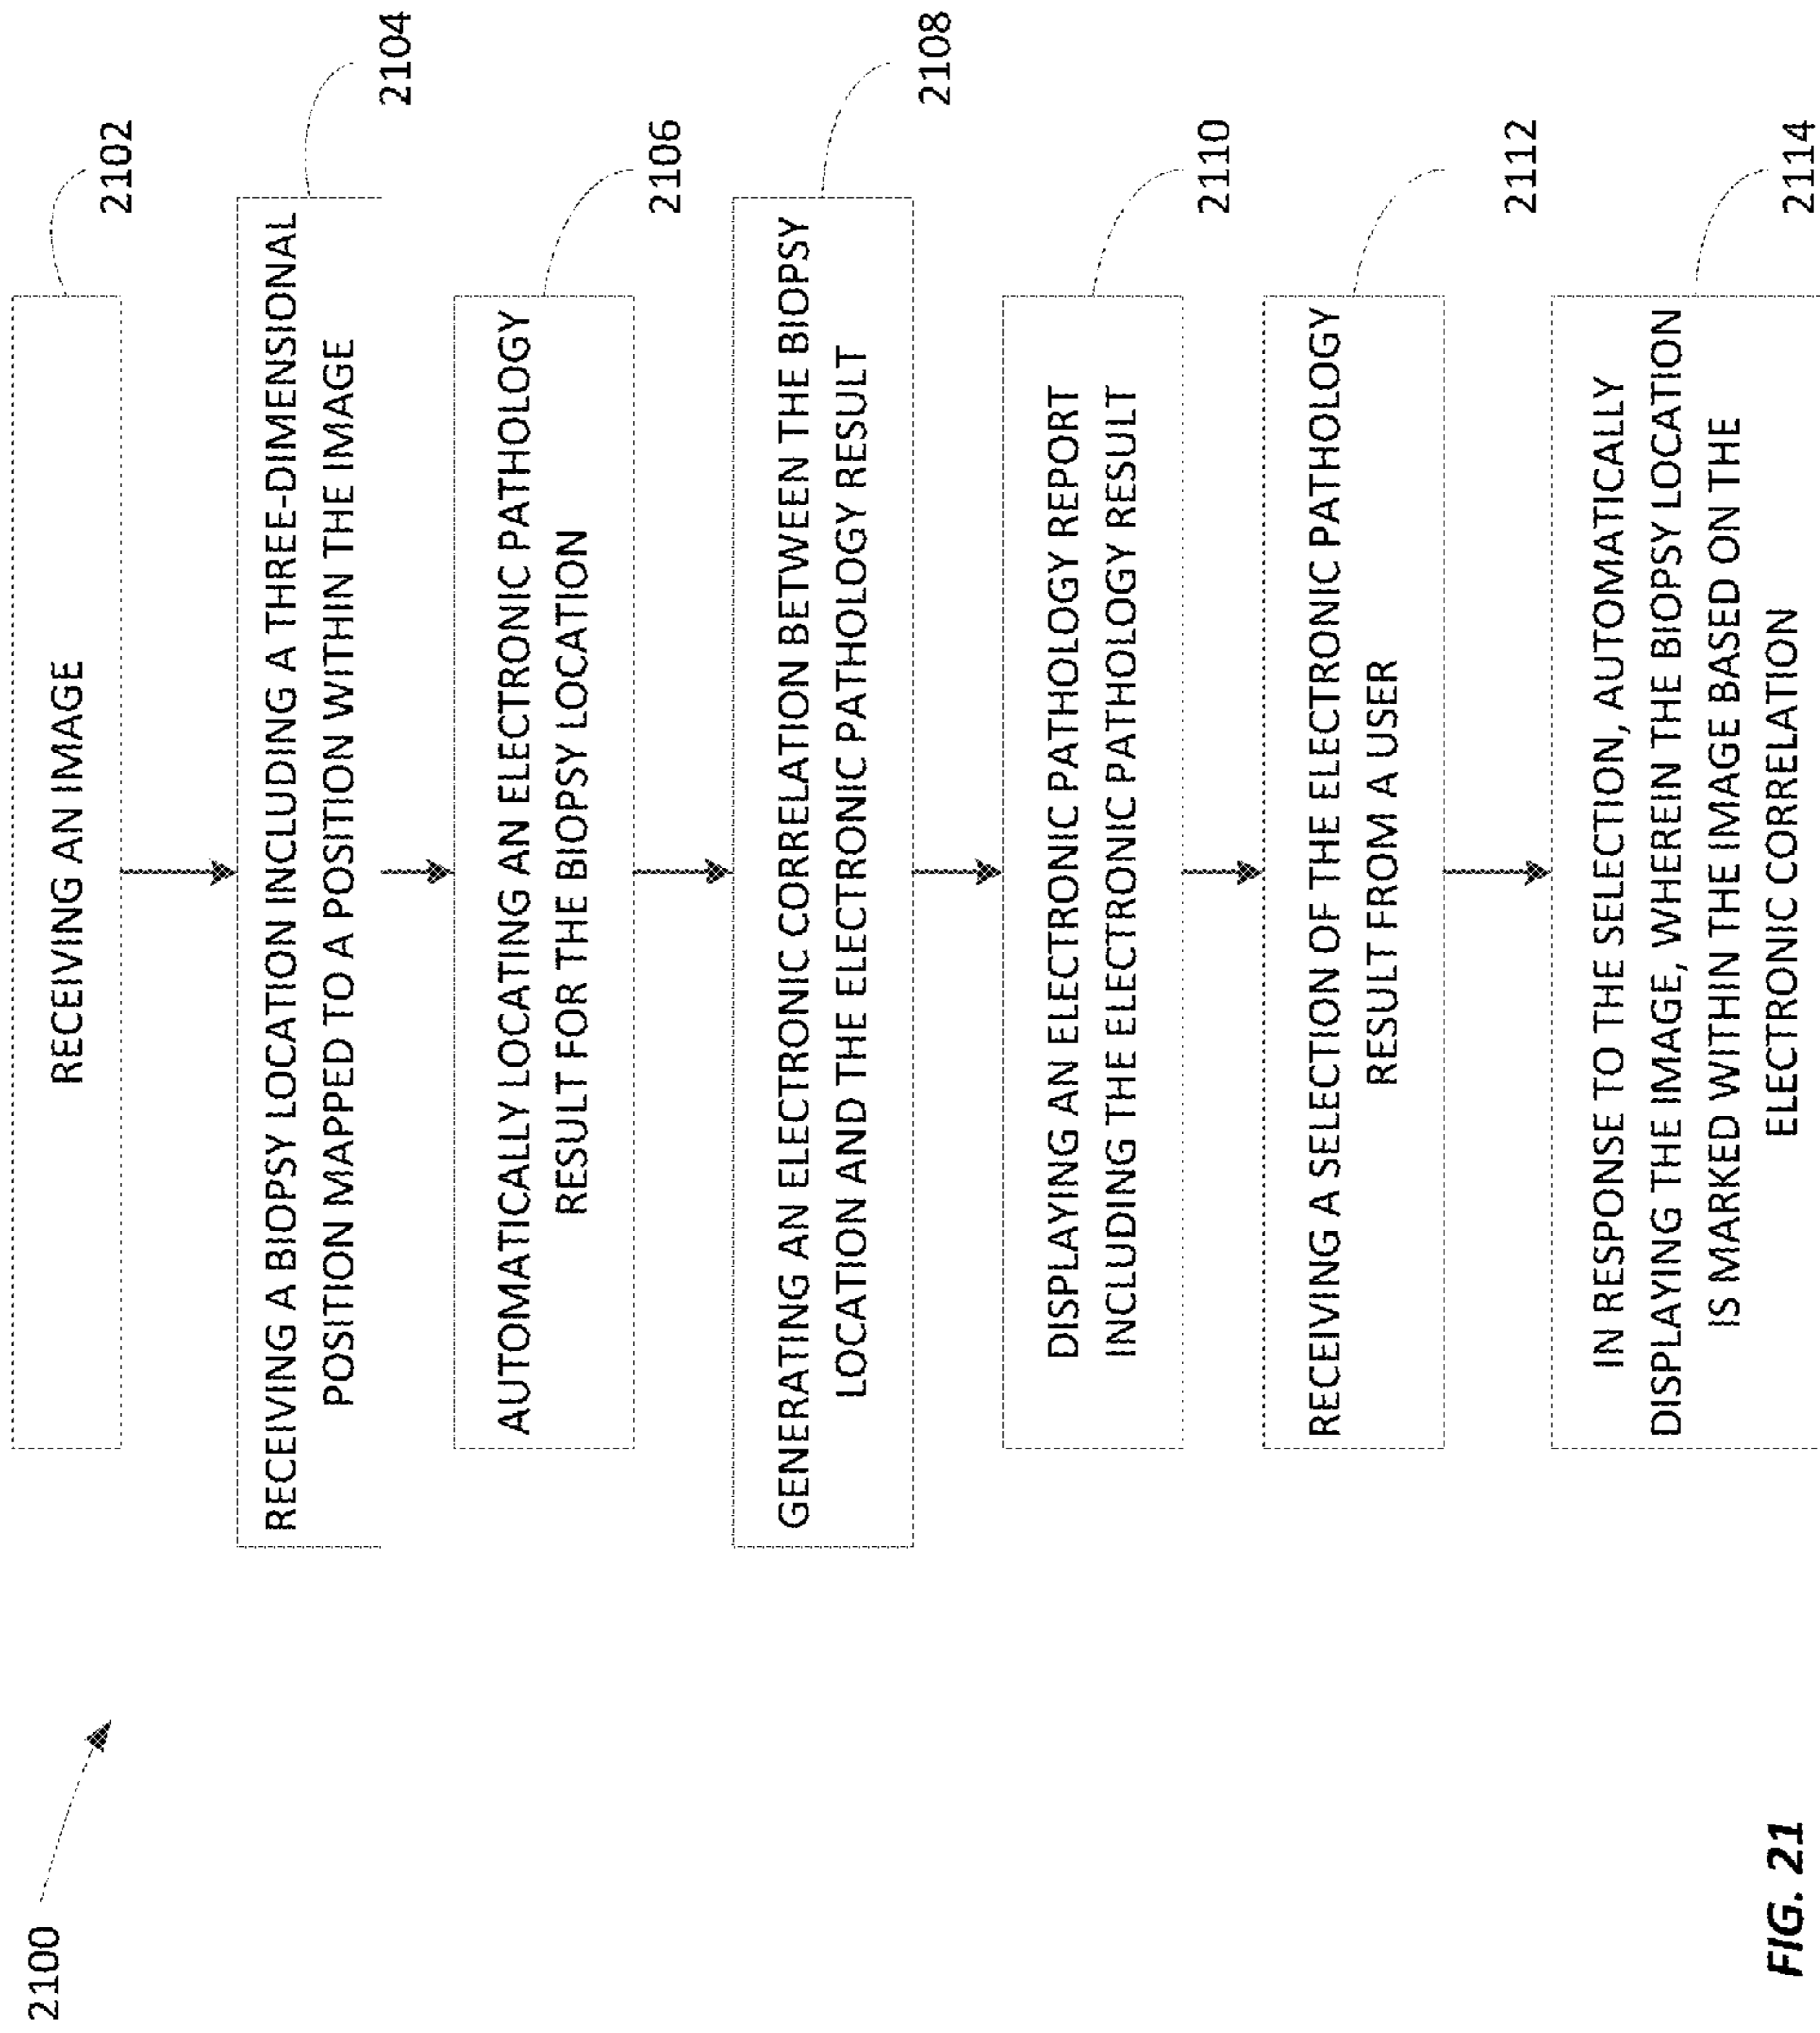 2100
RECEIVING AN IMAGE
2102
RECEIVING A BIOPSY LOCATION INCLUDING A THREE-DIMENSIONAL
POSITION MAPPED TO A POSITION WITHIN THE IMAGE
2104
AUTOMATICALLY LOCATING AN ELECTRONIC PATHOLOGY
RESULT FOR THE BIOPSY LOCATION
2106
GENERATING AN ELECTRONIC CORRELATION BETWEEN THE BIOPSY
LOCATION AND THE ELECTRONIC PATHOLOGY RESULT
2108
DISPLAYING AN ELECTRONIC PATHOLOGY REPORT
INCLUDING THE ELECTRONIC PATHOLOGY RESULT
2110
RECEIVING A SELECTION OF THE ELECTRONIC PATHOLOGY
RESULT FROM A USER
2112
IN RESPONSE TO THE SELECTION, AUTOMATICALLY
DISPLAYING THE IMAGE, WHEREIN THE BIOPSY LOCATION
IS MARKED WITHIN THE IMAGE BASED ON THE
ELECTRONIC CORRELATION
2114
FIG. 21